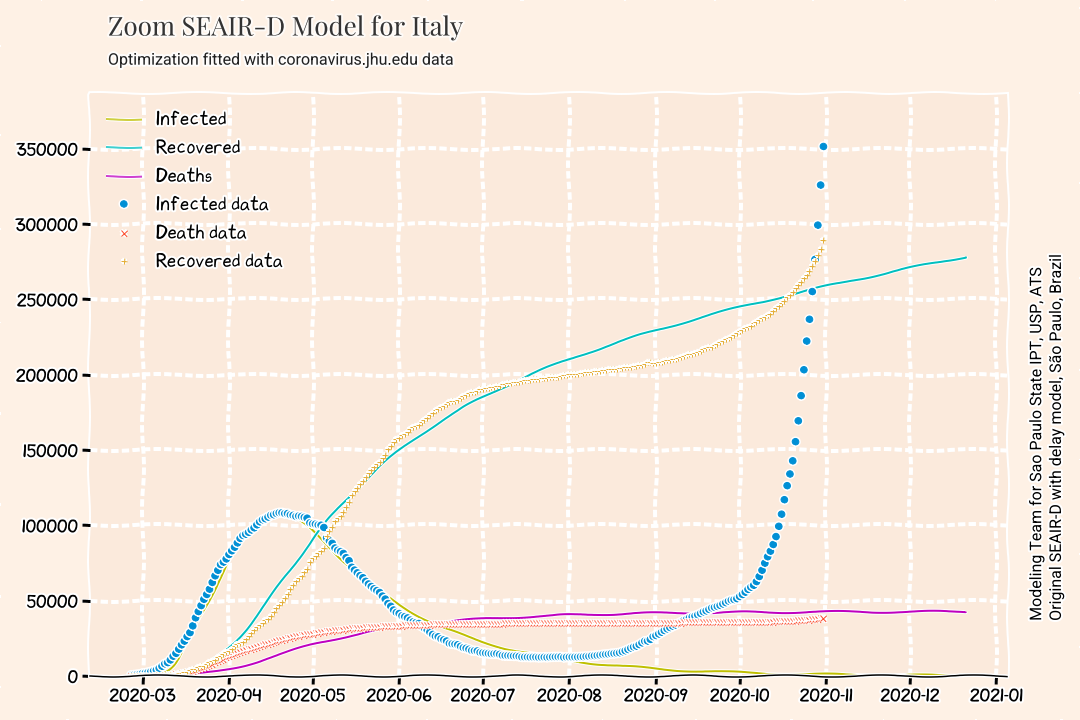 Zoom SEAIR-D Model for Italy
Optimization fitted with coronavirus.jhu.edu data
Infected
Recovered
Deaths
Infected data
Death data
Recovered data
350000
300000
250000
200000
150000
100000
50000
0
2020-03 2020-04 2020-05 2020-06 2020-07 2020-08 2020-09 2020-10 2020-11 2020-12 2021-01
Modeling Team for Sao Paulo State IPT, USP, ATS
Original SEAIR-D with delay model, São Paulo, Brazil